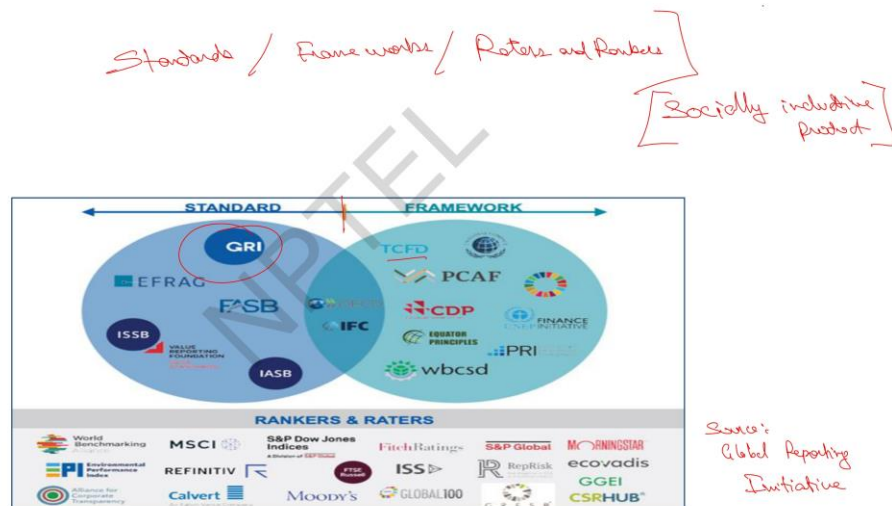 Standards / Frameworks / Raters and Rankers
Socially inclusive
Product
NPTEL
STANDARD
FRAMEWORK
GRI
EFRAG
FASB
ISSB
VALUE
REPORTING
FOUNDATION
IASB
OECD
IFC
TCFD
PCAF
CDP
EQUATOR
PRINCIPLES
FINANCE
INITIATIVE
PRI
wbcsd
RANKERS & RATERS
World
Benchmarking
Alliance
MSCI
S&P Dow Jones
Indices
FitchRatings
S&P Global
MORNINGSTAR
EPI Environmental
Performance
Index
REFINITIV
FTSE
Russell
ISS
RepRisk
ecovadis
GGEI
Alliance for
Corporate
Transparency
Calvert
MOODY'S
GLOBAL100
CSRHUB®
Source:
Global Reporting
Initiative